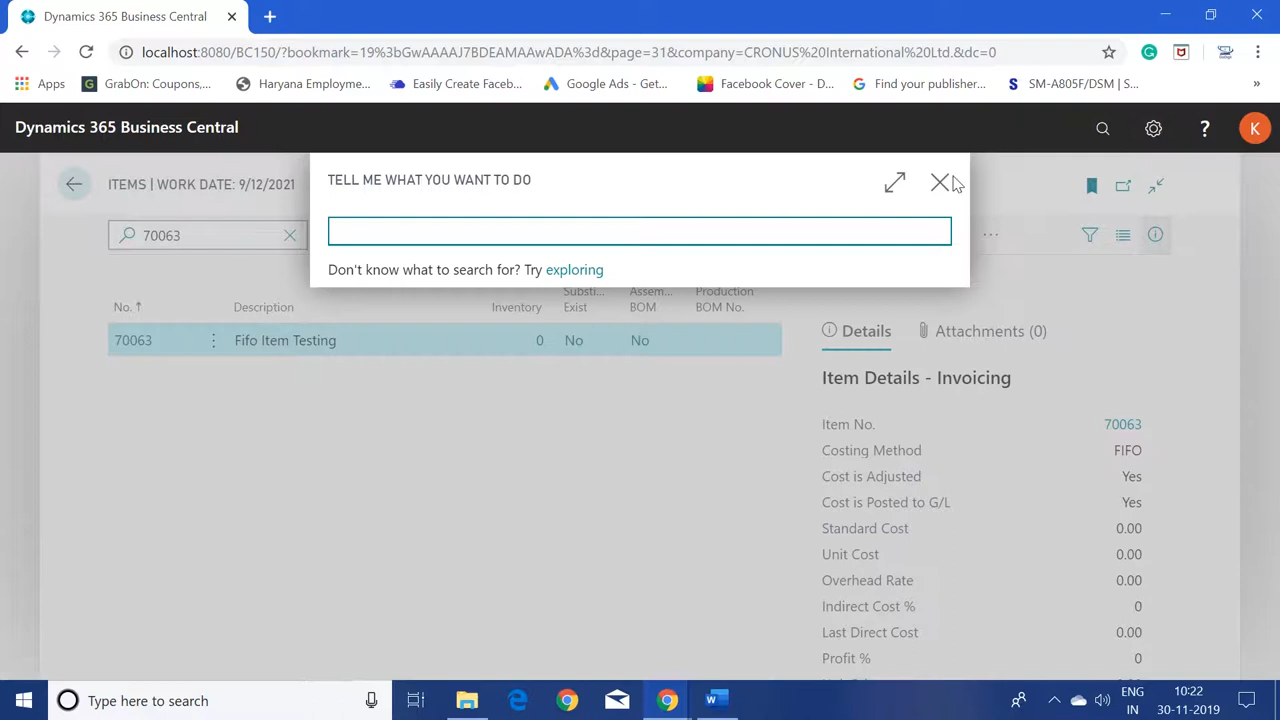 Dynamics 365 Business Central
localhost:8080/BC150/?bookmark=19%3bGwAAAAJ7BDEAMAAwADA%3d&page=31&company=CRONUS%20International%20Ltd.&dc=0
Apps
G
GrabOn: Coupons,...
Haryana Employme...
Easily Create Faceb...
Google Ads - Get...
Facebook Cover - D...
Find your publisher...
S
SM-A805F/DSM | S...
»
Dynamics 365 Business Central
?
K
TELL ME WHAT YOU WANT TO DO
ITEMS | WORK DATE: 9/12/2021
70063
...
Don't know what to search for? Try exploring
No. ↑
Description
Inventory
Substi... Exist
Assem... BOM
Production BOM No.
70063
Fifo Item Testing
0
No
No
Details
Attachments (0)
Item Details - Invoicing
Item No. 70063
Costing Method FIFO
Cost is Adjusted Yes
Cost is Posted to G/L Yes
Standard Cost 0.00
Unit Cost 0.00
Overhead Rate 0.00
Indirect Cost % 0
Last Direct Cost 0.00
Profit % 0
Type here to search
ENG
IN
10:22
30-11-2019